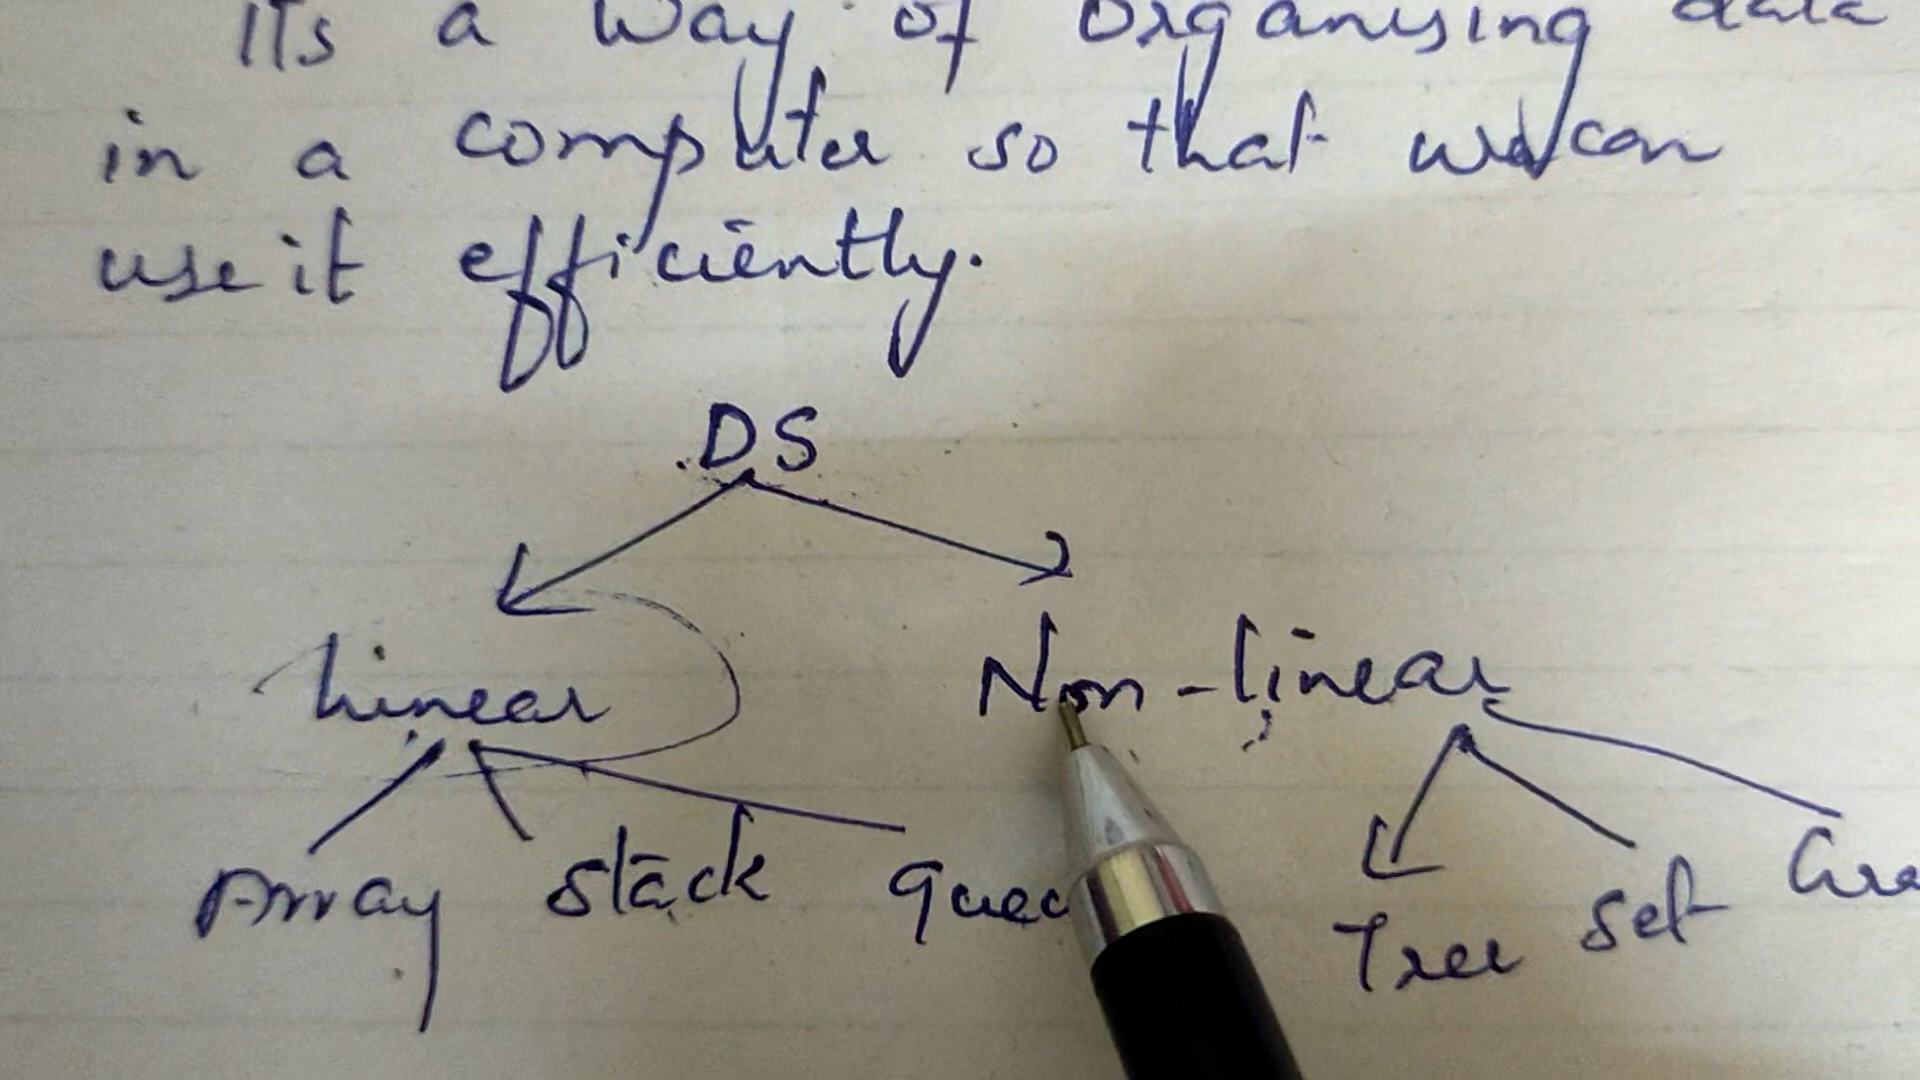 Its a way of organising data
in a computer so that we can
use it efficiently.
DS
Linear Non-linear
Array Stack Set
Tree